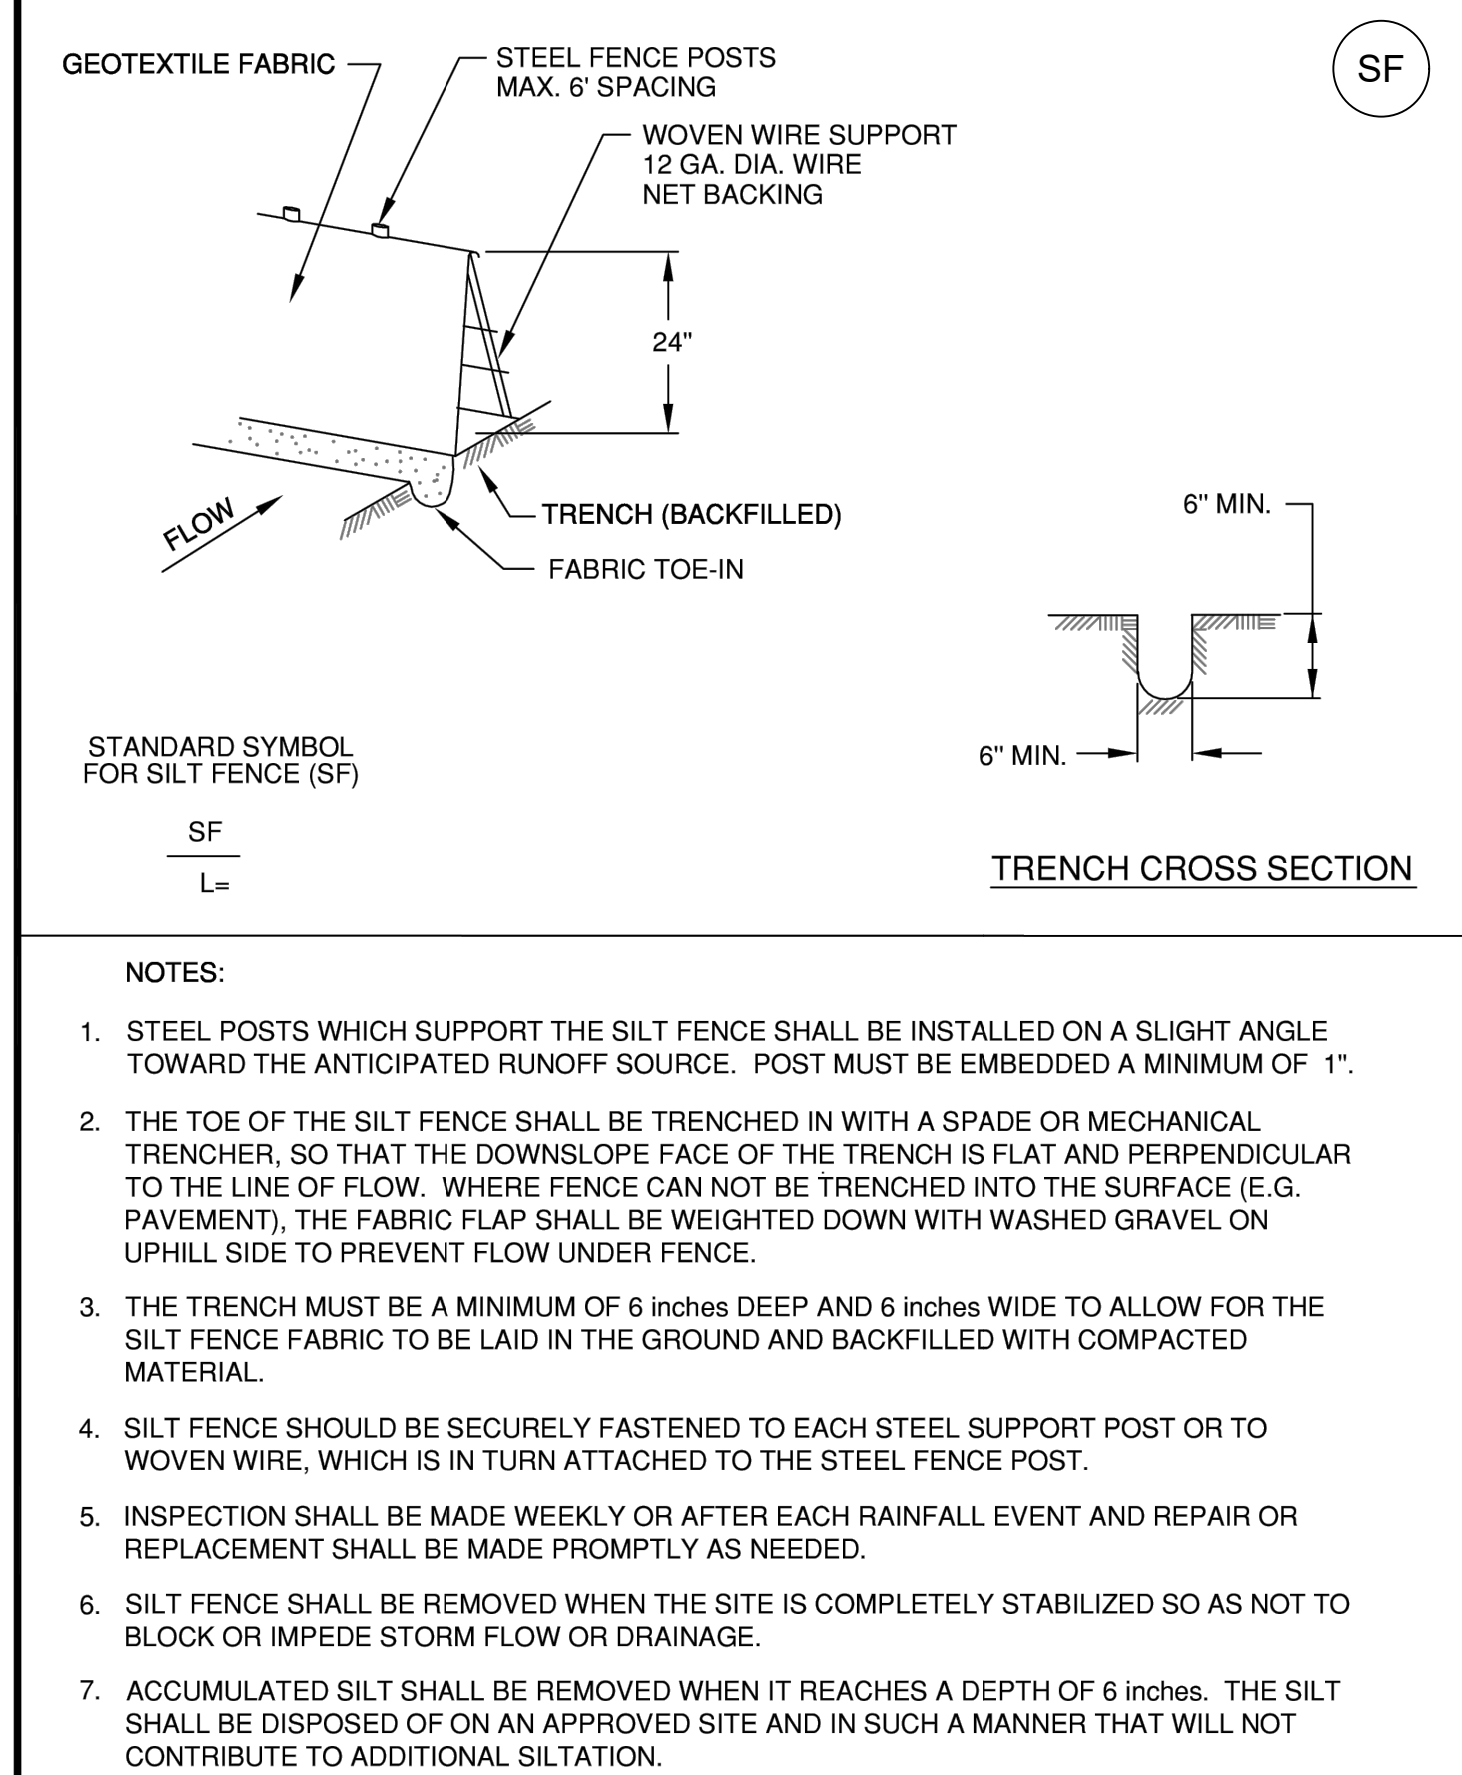 GEOTEXTILE FABRIC
STEEL FENCE POSTS
MAX. 6' SPACING
SF
WOVEN WIRE SUPPORT
12 GA. DIA. WIRE
NET BACKING
24"
FLOW
TRENCH (BACKFILLED)
FABRIC TOE-IN
6" MIN.
6" MIN.
TRENCH CROSS SECTION
STANDARD SYMBOL
FOR SILT FENCE (SF)
SF
L=
NOTES:
1. STEEL POSTS WHICH SUPPORT THE SILT FENCE SHALL BE INSTALLED ON A SLIGHT ANGLE
TOWARD THE ANTICIPATED RUNOFF SOURCE. POST MUST BE EMBEDDED A MINIMUM OF 1".
2. THE TOE OF THE SILT FENCE SHALL BE TRENCHED IN WITH A SPADE OR MECHANICAL
TRENCHER, SO THAT THE DOWNSLOPE FACE OF THE TRENCH IS FLAT AND PERPENDICULAR
TO THE LINE OF FLOW. WHERE FENCE CAN NOT BE TRENCHED INTO THE SURFACE (E.G.
PAVEMENT), THE FABRIC FLAP SHALL BE WEIGHTED DOWN WITH WASHED GRAVEL ON
UPHILL SIDE TO PREVENT FLOW UNDER FENCE.
3. THE TRENCH MUST BE A MINIMUM OF 6 inches DEEP AND 6 inches WIDE TO ALLOW FOR THE
SILT FENCE FABRIC TO BE LAID IN THE GROUND AND BACKFILLED WITH COMPACTED
MATERIAL.
4. SILT FENCE SHOULD BE SECURELY FASTENED TO EACH STEEL SUPPORT POST OR TO
WOVEN WIRE, WHICH IS IN TURN ATTACHED TO THE STEEL FENCE POST.
5. INSPECTION SHALL BE MADE WEEKLY OR AFTER EACH RAINFALL EVENT AND REPAIR OR
REPLACEMENT SHALL BE MADE PROMPTLY AS NEEDED.
6. SILT FENCE SHALL BE REMOVED WHEN THE SITE IS COMPLETELY STABILIZED SO AS NOT TO
BLOCK OR IMPEDE STORM FLOW OR DRAINAGE.
7. ACCUMULATED SILT SHALL BE REMOVED WHEN IT REACHES A DEPTH OF 6 inches. THE SILT
SHALL BE DISPOSED OF ON AN APPROVED SITE AND IN SUCH A MANNER THAT WILL NOT
CONTRIBUTE TO ADDITIONAL SILTATION.